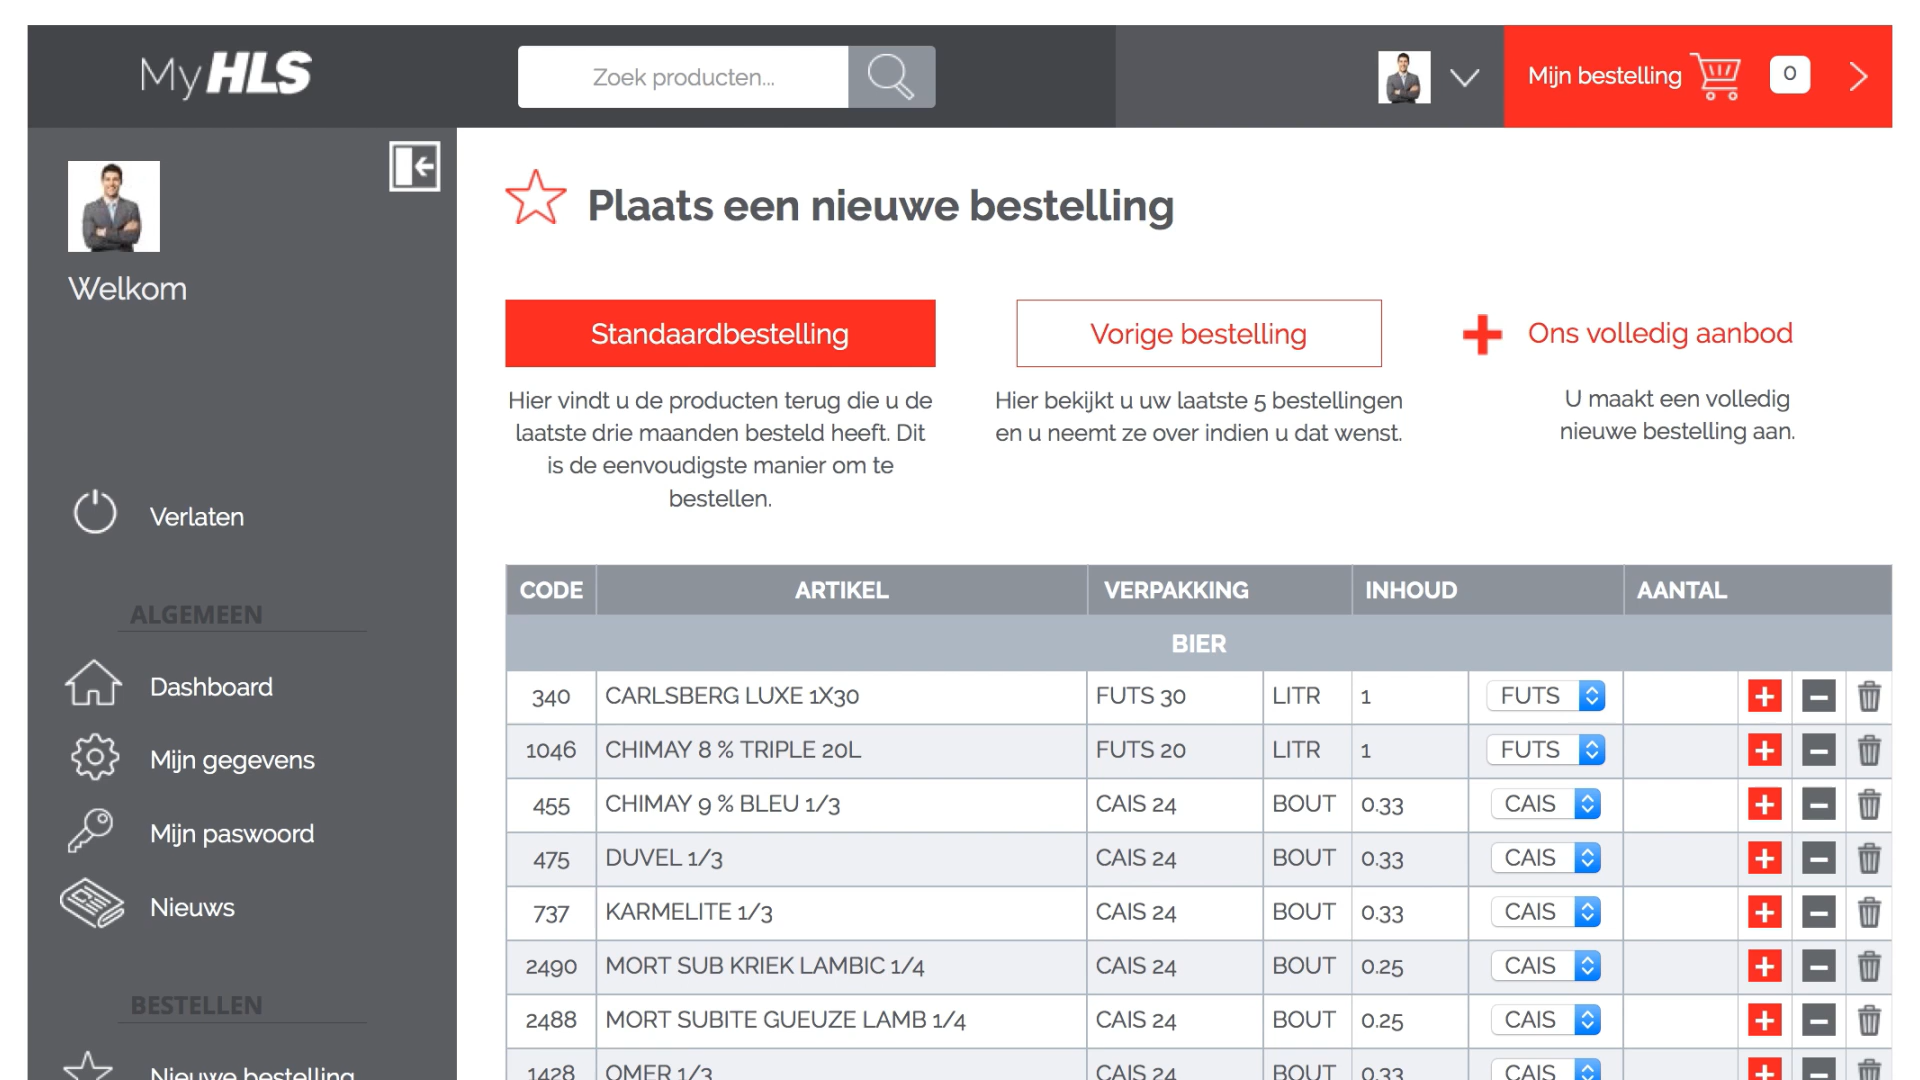 My HLS
Zoek producten...
Mijn bestelling
0
Welkom
Verlaten
ALGEMEEN
Dashboard
Mijn gegevens
Mijn paswoord
Nieuws
BESTELLEN
Nieuwe bestelling
Plaats een nieuwe bestelling
Standaardbestelling
Hier vindt u de producten terug die u de
laatste drie maanden besteld heeft. Dit
is de eenvoudigste manier om te
bestellen.
Vorige bestelling
Hier bekijkt u uw laatste 5 bestellingen
en u neemt ze over indien u dat wenst.
Ons volledig aanbod
U maakt een volledig
nieuwe bestelling aan.
CODE ARTIKEL VERPAKKING INHOUD AANTAL
BIER
340 CARLSBERG LUXE 1X30 FUTS 30 LITR 1 FUTS
1046 CHIMAY 8 % TRIPLE 20L FUTS 20 LITR 1 FUTS
455 CHIMAY 9 % BLEU 1/3 CAIS 24 BOUT 0.33 CAIS
475 DUVEL 1/3 CAIS 24 BOUT 0.33 CAIS
737 KARMELITE 1/3 CAIS 24 BOUT 0.33 CAIS
2490 MORT SUB KRIEK LAMBIC 1/4 CAIS 24 BOUT 0.25 CAIS
2488 MORT SUBITE GUEUZE LAMB 1/4 CAIS 24 BOUT 0.25 CAIS
1428 OMER 1/3 CAIS 24 BOUT 0.33 CAIS